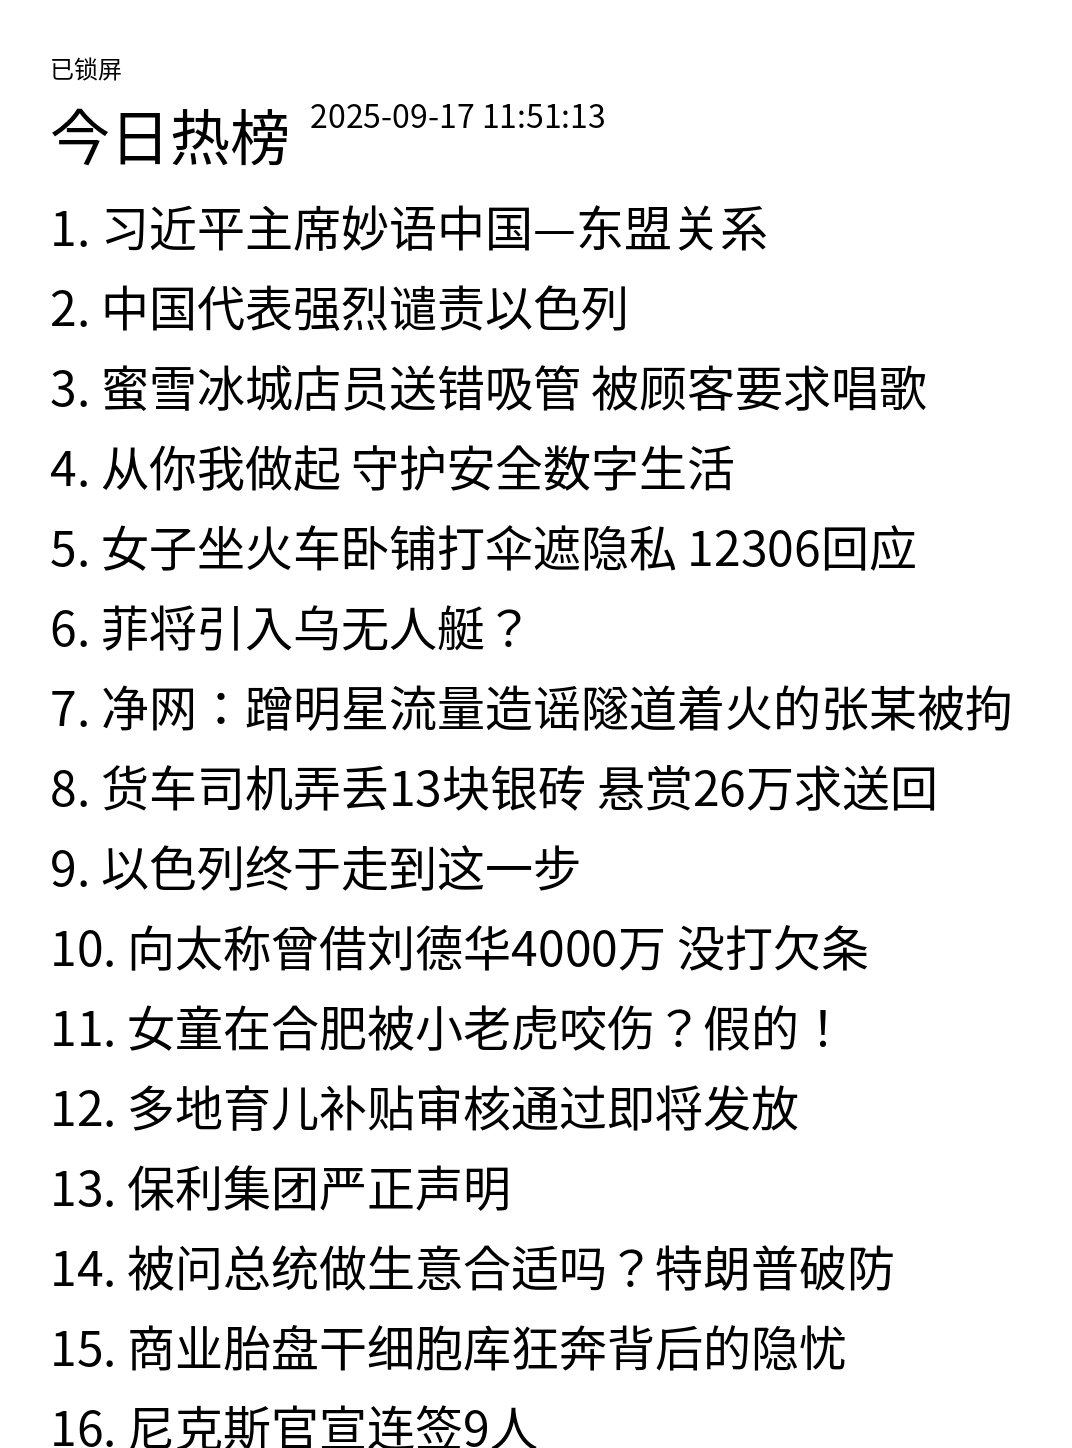 已锁屏
今日热榜 2025-09-17 11:51:13
1. 习近平主席妙语中国—东盟关系
2. 中国代表强烈谴责以色列
3. 蜜雪冰城店员送错吸管 被顾客要求唱歌
4. 从你我做起 守护安全数字生活
5. 女子坐火车卧铺打伞遮隐私 12306回应
6. 菲将引入乌无人艇？
7. 净网：蹭明星流量造谣隧道着火的张某被拘
8. 货车司机弄丢13块银砖 悬赏26万求送回
9. 以色列终于走到这一步
10. 向太称曾借刘德华4000万 没打欠条
11. 女童在合肥被小老虎咬伤？假的！
12. 多地育儿补贴审核通过即将发放
13. 保利集团严正声明
14. 被问总统做生意合适吗？特朗普破防
15. 商业胎盘干细胞库狂奔背后的隐忧
16. 尼克斯官宣连签9人